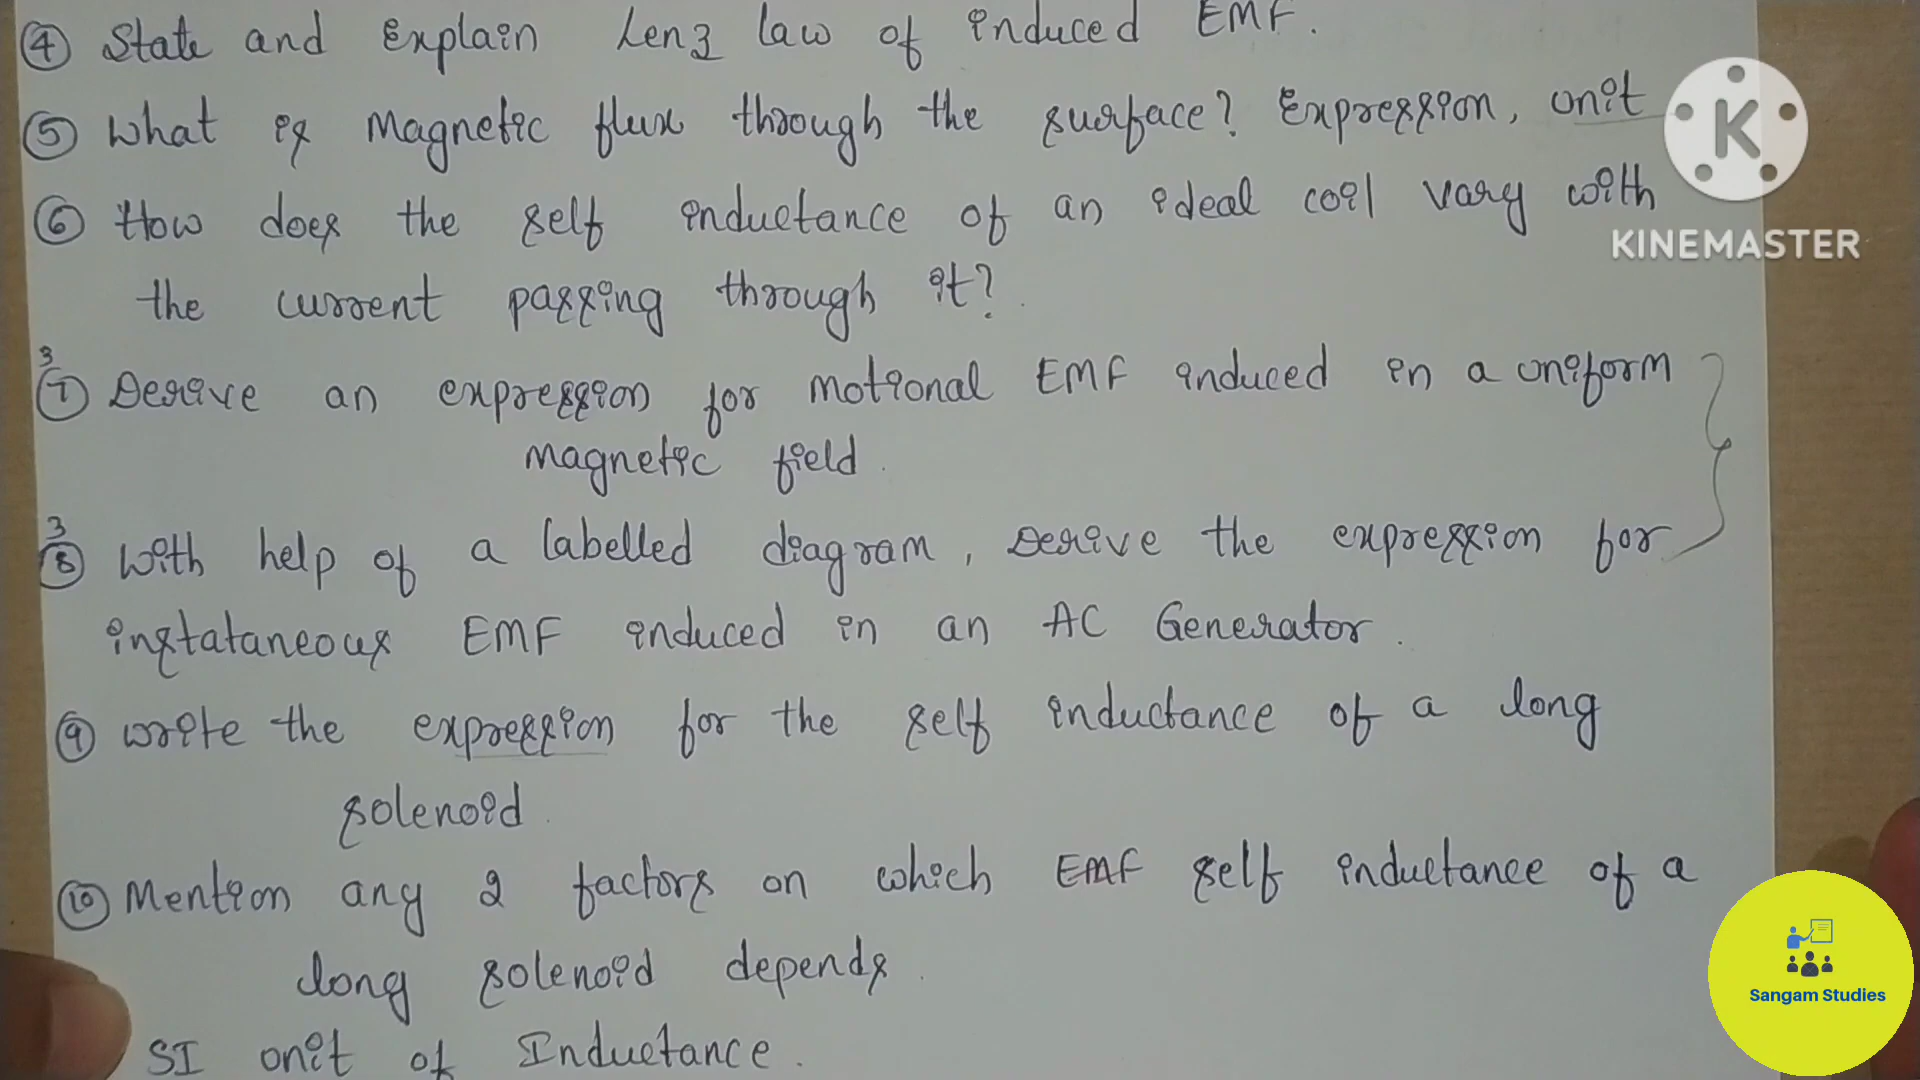 ④ State and Explain Lenz law of induced EMF.
⑤ What is Magnetic flux through the surface? Expression, unit
⑥ How does the self inductance of an ideal coil vary with
the current passing through it?
3
⑦ Derive an expression for Motional EMF induced in a uniform
magnetic field.
3
⑧ With help of a labelled diagram, Derive the expression for
instataneous EMF induced in an AC Generator.
⑨ write the expression for the self inductance of a long
solenoid.
⑩ Mention any 2 factors on which EMF self inductance of a
long solenoid depends.
SI unit of Inductance.
K
KINEMASTER
Sangam Studies